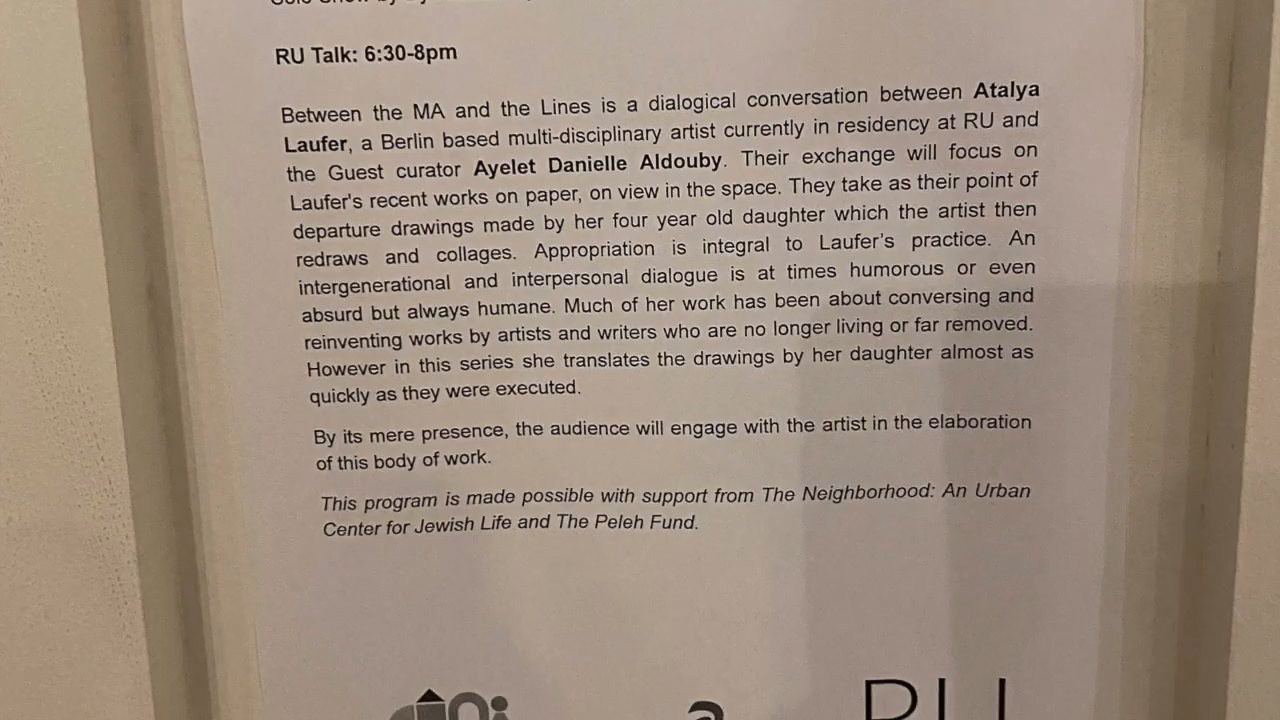 RU Talk: 6:30-8pm
Between the MA and the Lines is a dialogical conversation between Atalya
Laufer, a Berlin based multi-disciplinary artist currently in residency at RU and
the Guest curator Ayelet Danielle Aldouby. Their exchange will focus on
Laufer's recent works on paper, on view in the space. They take as their point of
departure drawings made by her four year old daughter which the artist then
redraws and collages. Appropriation is integral to Laufer's practice. An
intergenerational and interpersonal dialogue is at times humorous or even
absurd but always humane. Much of her work has been about conversing and
reinventing works by artists and writers who are no longer living or far removed.
However in this series she translates the drawings by her daughter almost as
quickly as they were executed.
By its mere presence, the audience will engage with the artist in the elaboration
of this body of work.
This program is made possible with support from The Neighborhood: An Urban
Center for Jewish Life and The Peleh Fund.